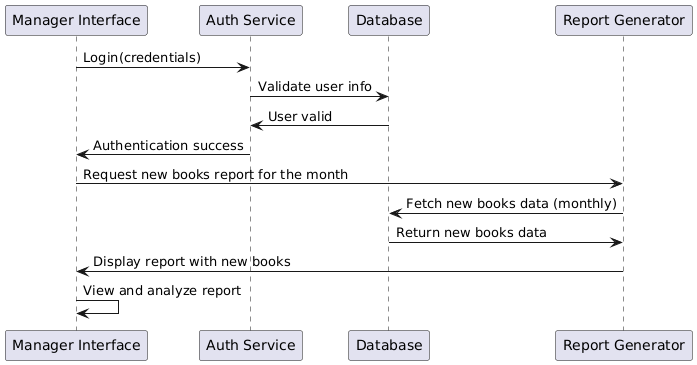 Manager Interface
Auth Service
Database
Report Generator
Login(credentials)
Validate user info
User valid
Authentication success
Request new books report for the month
Fetch new books data (monthly)
Return new books data
Display report with new books
View and analyze report
Manager Interface
Auth Service
Database
Report Generator